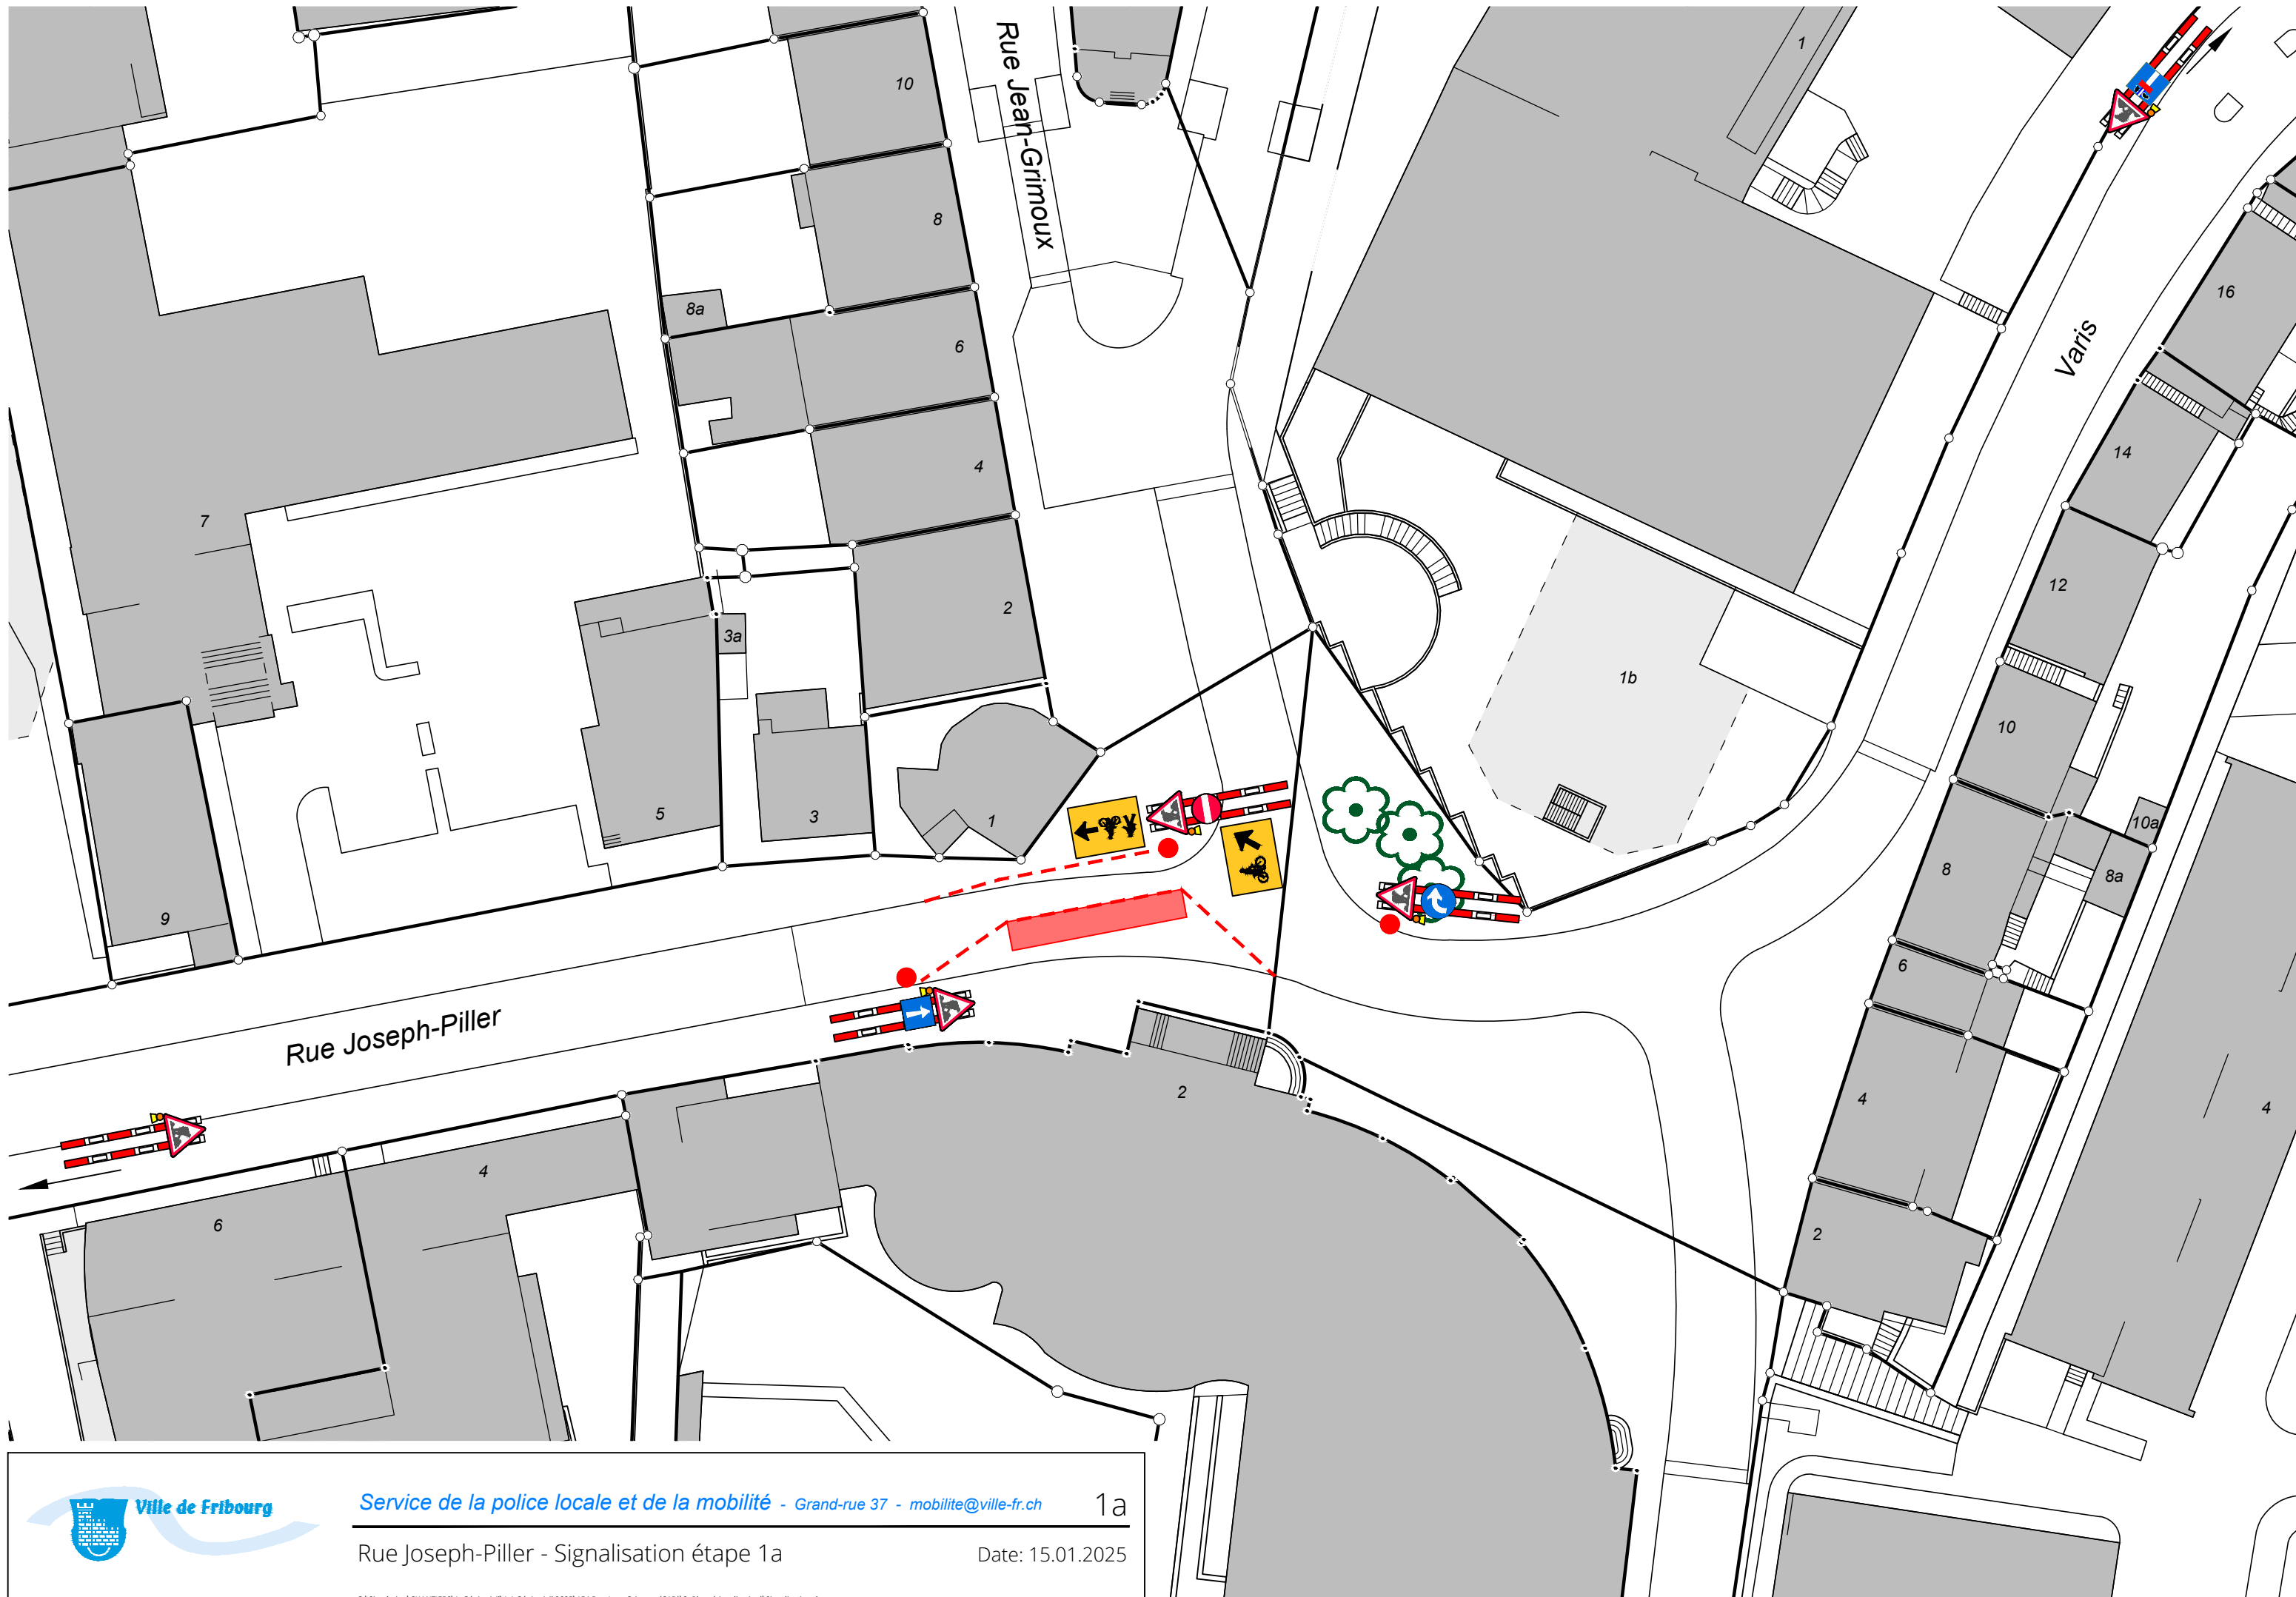 Rue Jean-Grimoux
Varis
Rue Joseph-Piller
10
8
8a
6
4
2
7
3a
5
3
1
9
1
1b
16
14
12
10
10a
8
8a
6
4
2
4
2
4
6
Ville de Fribourg
Service de la police locale et de la mobilité - Grand-rue 37 - mobilite@ville-fr.ch
1a
Rue Joseph-Piller - Signalisation étape 1a
Date: 15.01.2025